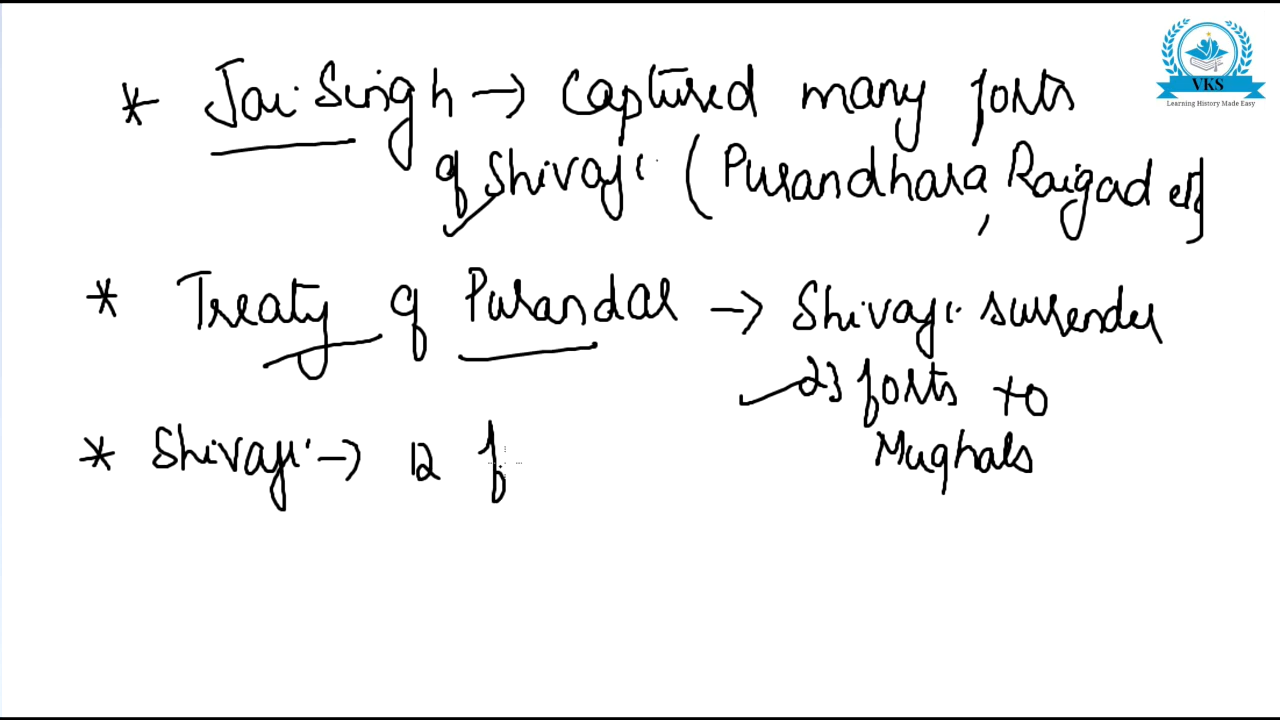 VKS
Learning History Made Easy
* Jai Singh → Captured many forts
of Shivaji (Purandhara, Raigad etc)
* Treaty of Purandar → Shivaji surrender
23 forts to
Mughals
* Shivaji → 12 f